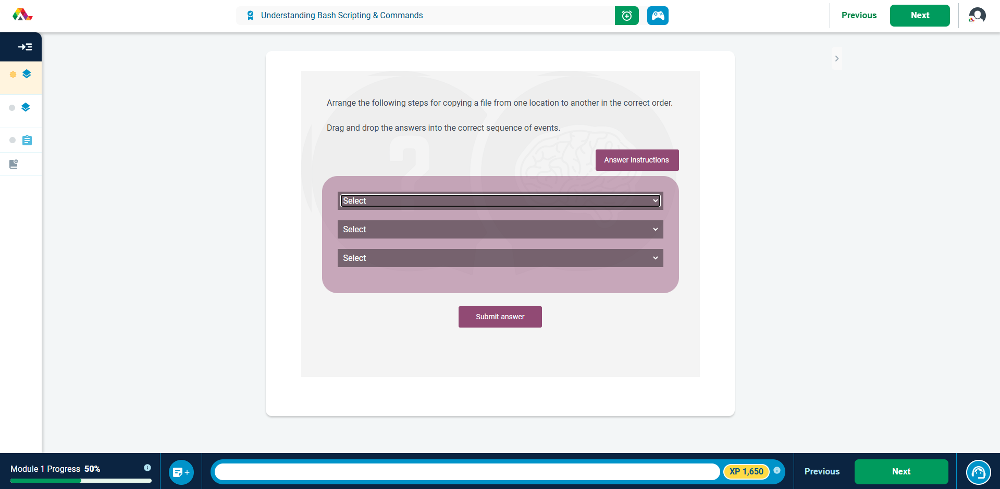 Understanding Bash Scripting & Commands
Previous
Next
Arrange the following steps for copying a file from one location to another in the correct order.
Drag and drop the answers into the correct sequence of events.
Answer Instructions
Select
Select
Select
Submit answer
Module 1 Progress 50%
XP 1,650
Previous
Next